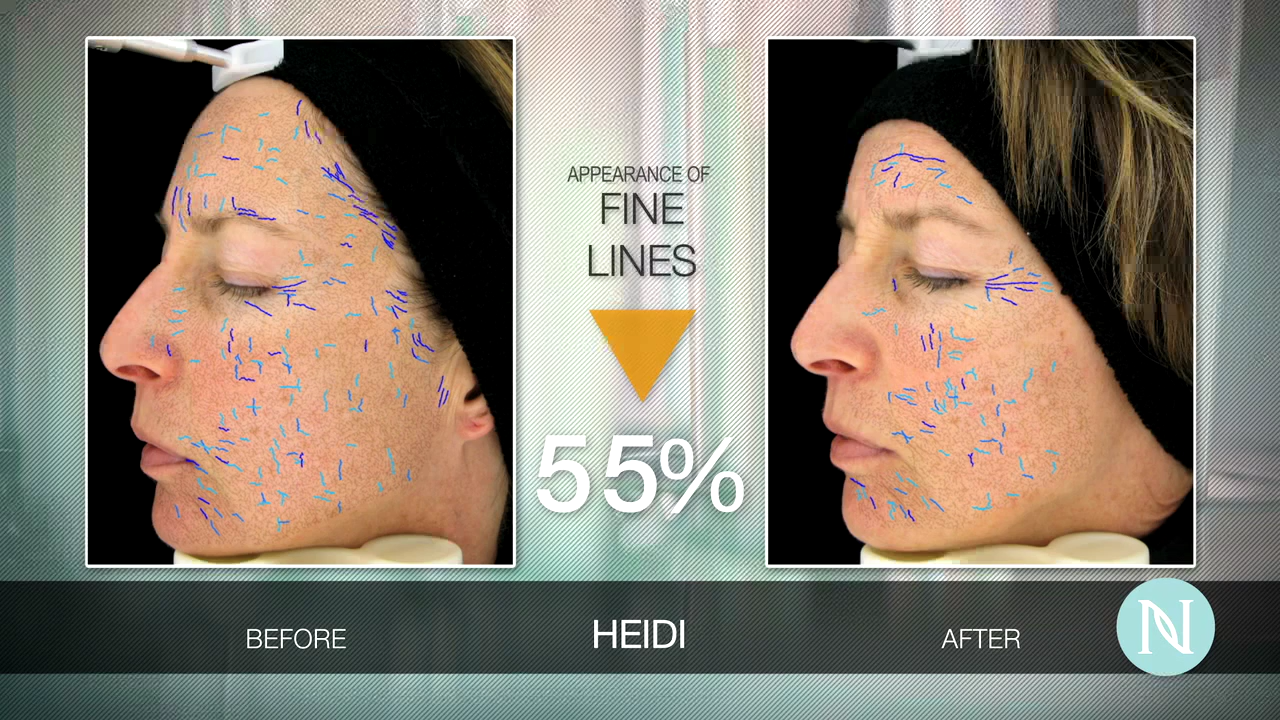 APPEARANCE OF
FINE
LINES
55%
BEFORE
HEIDI
AFTER
N